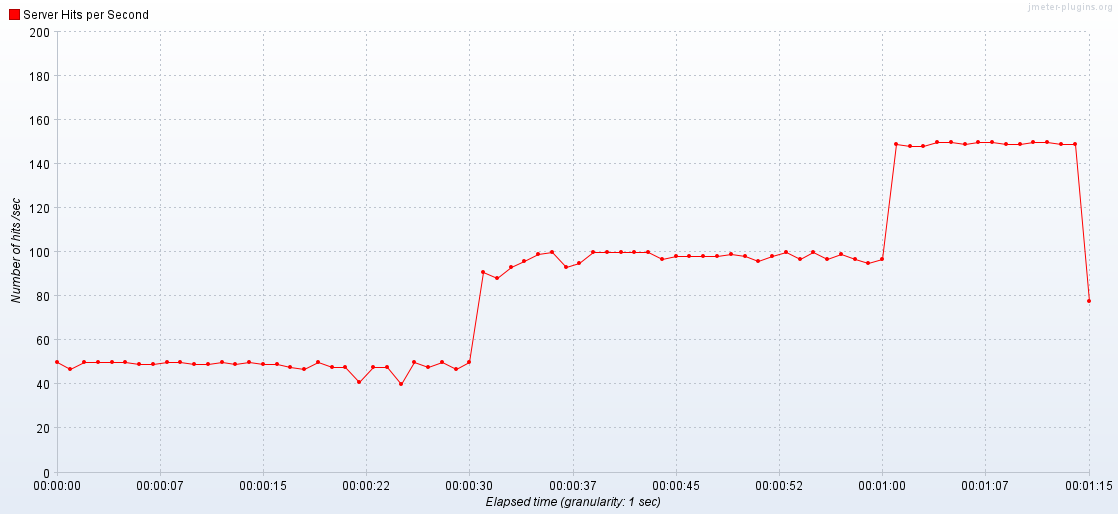 jmeter-plugins.org
Server Hits per Second
200
180
160
140
120
100
80
60
40
20
0
Number of hits /sec
00:00:00 00:00:07 00:00:15 00:00:22 00:00:30 00:00:37 00:00:45 00:00:52 00:01:00 00:01:07 00:01:15
Elapsed time (granularity: 1 sec)